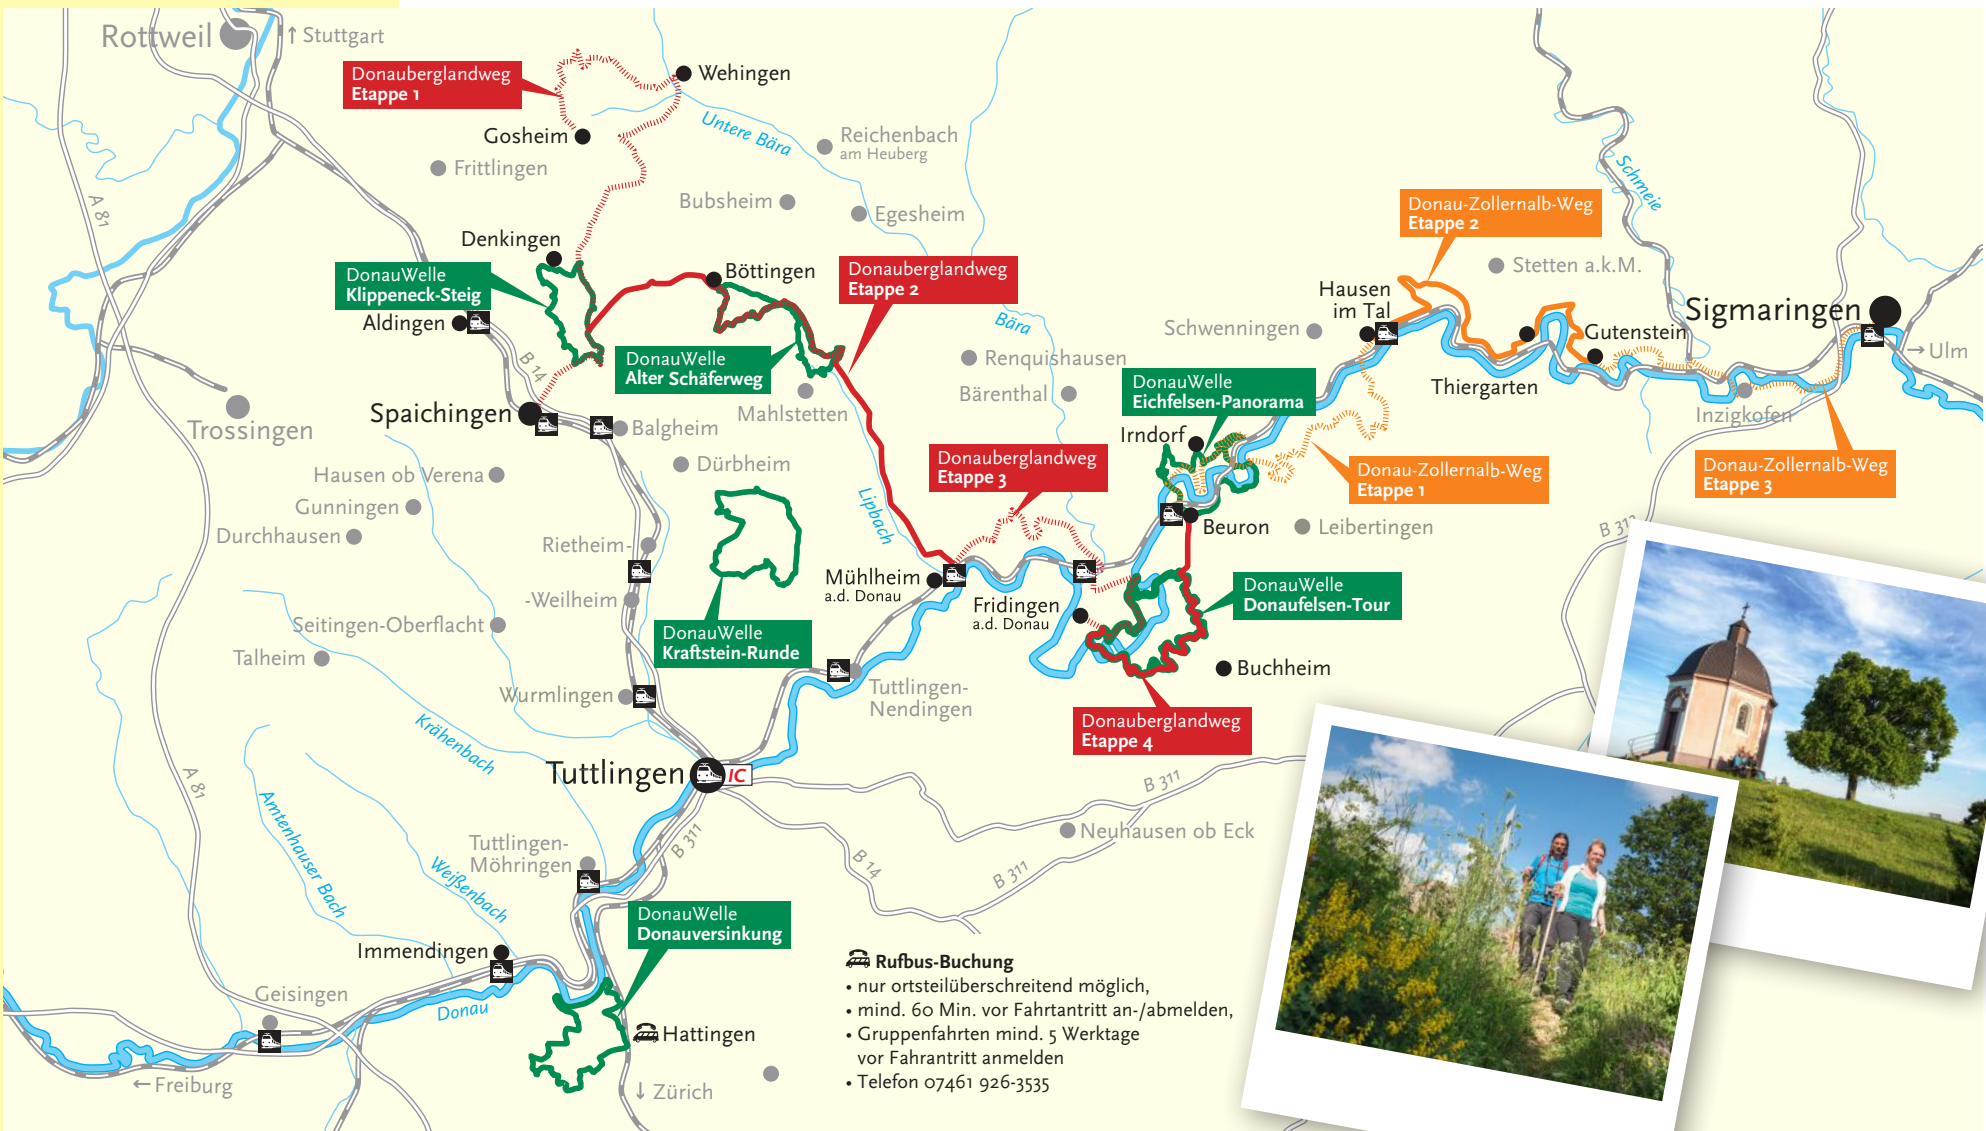 Rottweil
↑ Stuttgart
Donauberglandweg
Etappe 1
Wehingen
Gosheim
Untere Bära
Reichenbach
am Heuberg
Frittlingen
A 81
Bubsheim
Egesheim
Schmeie
Donau-Zollernalb-Weg
Etappe 2
Denkingen
DonauWelle
Klippeneck-Steig
Böttingen
Donauberglandweg
Etappe 2
Stetten a.k.M.
Hausen
im Tal
Sigmaringen
Aldingen
Bära
Schwenningen
Gutenstein
→ Ulm
B 14
DonauWelle
Alter Schäferweg
Renquishausen
Bärenthal
DonauWelle
Eichfelsen-Panorama
Thiergarten
Inzigkofen
Spaichingen
Mahlstetten
Trossingen
Balgheim
Irndorf
Dürbheim
Donauberglandweg
Etappe 3
Donau-Zollernalb-Weg
Etappe 1
Donau-Zollernalb-Weg
Etappe 3
Hausen ob Verena
Gunningen
Lipbach
Durchhausen
Rietheim-
Beuron
Leibertingen
B 313
Mühlheim
a.d. Donau
-Weilheim
Fridingen
a.d. Donau
DonauWelle
Donaufelsen-Tour
Seitingen-Oberflacht
DonauWelle
Kraftstein-Runde
Talheim
Buchheim
Wurmlingen
Tuttlingen-
Nendingen
Donauberglandweg
Etappe 4
Krähenbach
Tuttlingen
IC
A 81
B 311
Amtenhauser Bach
B 311
Neuhausen ob Eck
Tuttlingen-
Möhringen
Weißenbach
B 14
B 311
DonauWelle
Donauversinkung
Immendingen
Geisingen
Donau
Hattingen
← Freiburg
↓ Zürich
Rufbus-Buchung
• nur ortsteilüberschreitend möglich,
• mind. 60 Min. vor Fahrtantritt an-/abmelden,
• Gruppenfahrten mind. 5 Werktage
vor Fahrantritt anmelden
• Telefon 07461 926-3535